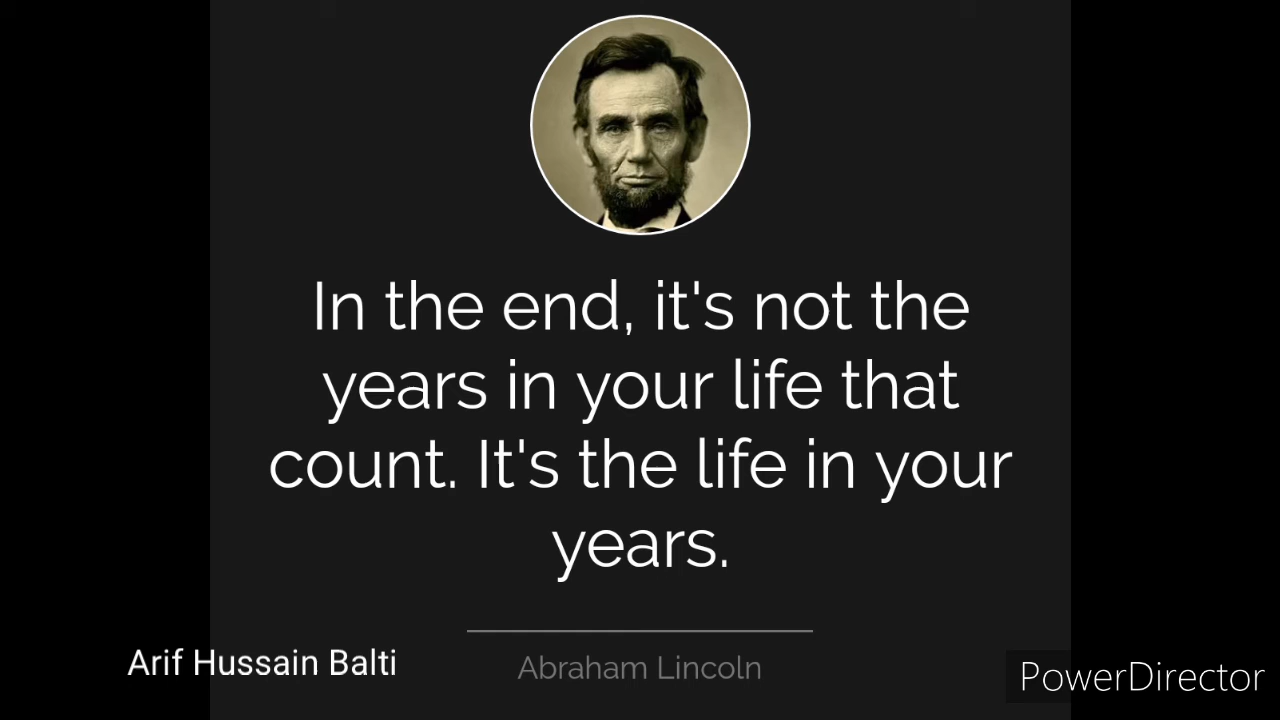 In the end, it's not the
years in your life that
count. It's the life in your
years.
Abraham Lincoln
Arif Hussain Balti
PowerDirector